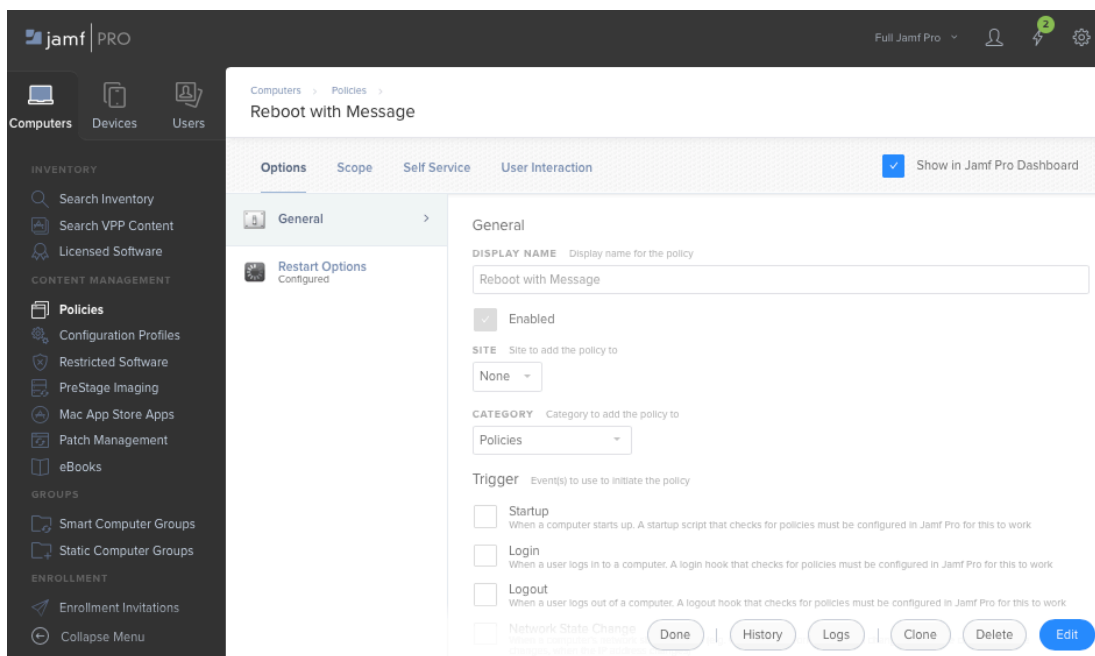 jamf PRO
Full Jamf Pro
2
Computers
Devices
Users
INVENTORY
Search Inventory
Search VPP Content
Licensed Software
CONTENT MANAGEMENT
Policies
Configuration Profiles
Restricted Software
PreStage Imaging
Mac App Store Apps
Patch Management
eBooks
GROUPS
Smart Computer Groups
Static Computer Groups
ENROLLMENT
Enrollment Invitations
Collapse Menu
Computers > Policies >
Reboot with Message
Options Scope Self Service User Interaction
Show in Jamf Pro Dashboard
General
Restart Options
Configured
General
DISPLAY NAME Display name for the policy
Reboot with Message
Enabled
SITE Site to add the policy to
None
CATEGORY Category to add the policy to
Policies
Trigger Event(s) to use to initiate the policy
Startup
When a computer starts up. A startup script that checks for policies must be configured in Jamf Pro for this to work
Login
When a user logs in to a computer. A login hook that checks for policies must be configured in Jamf Pro for this to work
Logout
When a user logs out of a computer. A logout hook that checks for policies must be configured in Jamf Pro for this to work
Network State Change
Done | History Logs | Clone Delete Edit